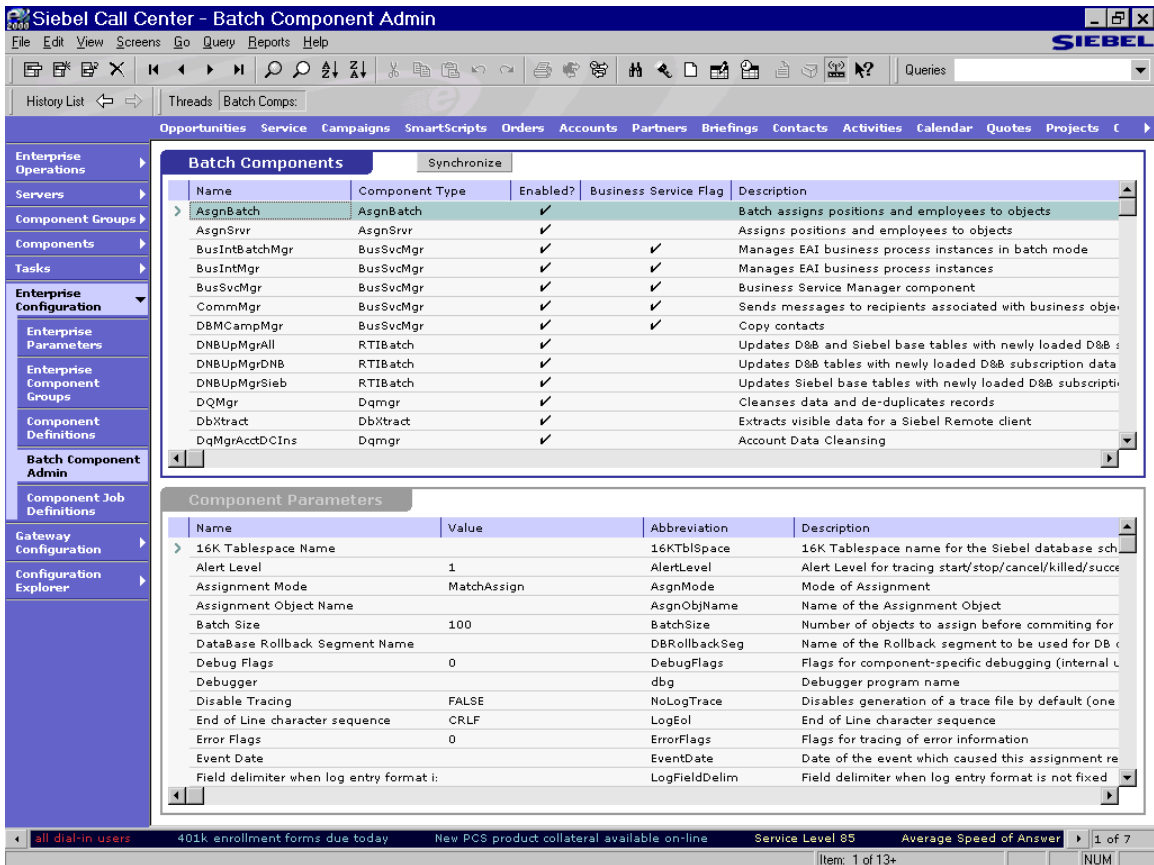 Siebel Call Center - Batch Component Admin
File Edit View Screens Go Query Reports Help
SIEBEL
Queries
History List Threads Batch Comps:
Opportunities Service Campaigns SmartScripts Orders Accounts Partners Briefings Contacts Activities Calendar Quotes Projects
Enterprise Operations
Servers
Component Groups
Components
Tasks
Enterprise Configuration
Enterprise Parameters
Enterprise Component Groups
Component Definitions
Batch Component Admin
Component Job Definitions
Gateway Configuration
Configuration Explorer
Batch Components Synchronize
Name Component Type Enabled? Business Service Flag Description
AsgnBatch AsgnBatch Batch assigns positions and employees to objects
AsgnSrvr AsgnSrvr Assigns positions and employees to objects
BusIntBatchMgr BusSvcMgr Manages EAI business process instances in batch mode
BusIntMgr BusSvcMgr Manages EAI business process instances
BusSvcMgr BusSvcMgr Business Service Manager component
CommMgr BusSvcMgr Sends messages to recipients associated with business obje
DBMCampMgr BusSvcMgr Copy contacts
DNBUpMgrAll RTIBatch Updates D&B and Siebel base tables with newly loaded D&B
DNBUpMgrDNB RTIBatch Updates D&B tables with newly loaded D&B subscription data
DNBUpMgrSieb RTIBatch Updates Siebel base tables with newly loaded D&B subscripti
DQMgr Dqmgr Cleanses data and de-duplicates records
DbXtract DbXtract Extracts visible data for a Siebel Remote client
DqMgrAcctDCIns Dqmgr Account Data Cleansing
Component Parameters
Name Value Abbreviation Description
16K Tablespace Name 16KTblSpace 16K Tablespace name for the Siebel database sch
Alert Level 1 AlertLevel Alert Level for tracing start/stop/cancel/killed/succe
Assignment Mode MatchAssign AsgnMode Mode of Assignment
Assignment Object Name AsgnObjName Name of the Assignment Object
Batch Size 100 BatchSize Number of objects to assign before commiting for
DataBase Rollback Segment Name DBRollbackSeg Name of the Rollback segment to be used for DB
Debug Flags 0 DebugFlags Flags for component-specific debugging (internal u
Debugger dbg Debugger program name
Disable Tracing FALSE NoLogTrace Disables generation of a trace file by default (one
End of Line character sequence CRLF LogEol End of Line character sequence
Error Flags 0 ErrorFlags Flags for tracing of error information
Event Date EventDate Date of the event which caused this assignment re
Field delimiter when log entry format i: LogFieldDelim Field delimiter when log entry format is not fixed
all dial-in users 401k enrollment forms due today New PCS product collateral available on-line Service Level 85 Average Speed of Answer 1 of 7
Item: 1 of 13+ NUM